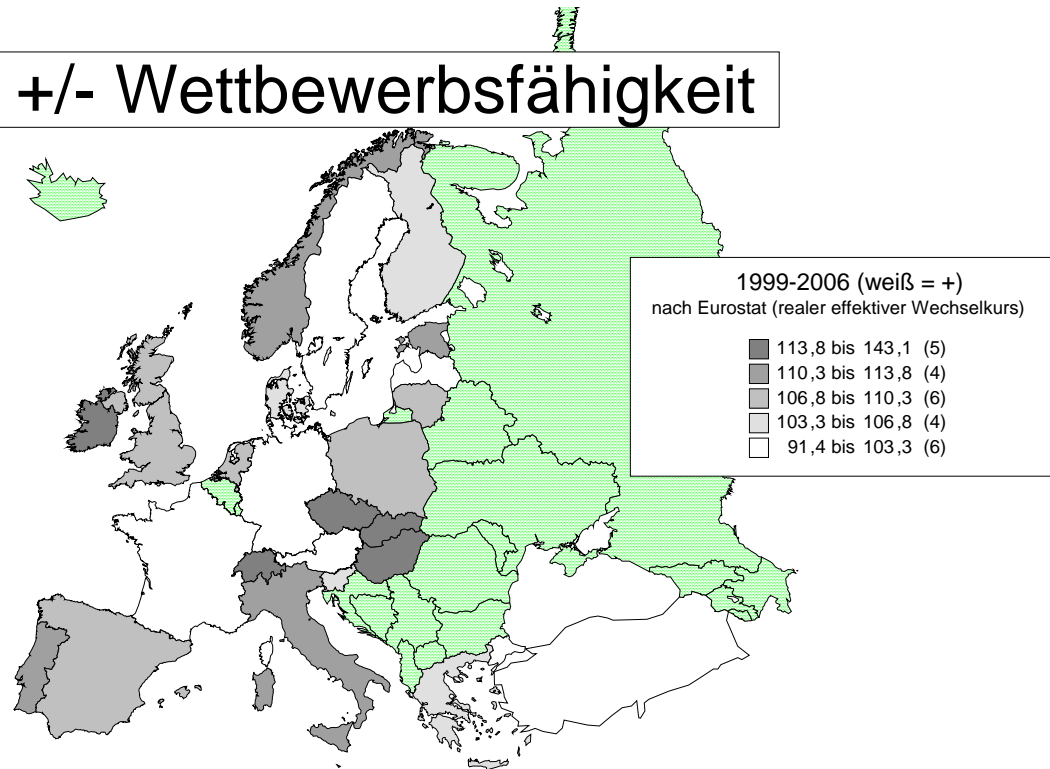 +/- Wettbewerbsfähigkeit
1999-2006 (weiß = +)
nach Eurostat (realer effektiver Wechselkurs)
113,8 bis 143,1 (5)
110,3 bis 113,8 (4)
106,8 bis 110,3 (6)
103,3 bis 106,8 (4)
91,4 bis 103,3 (6)